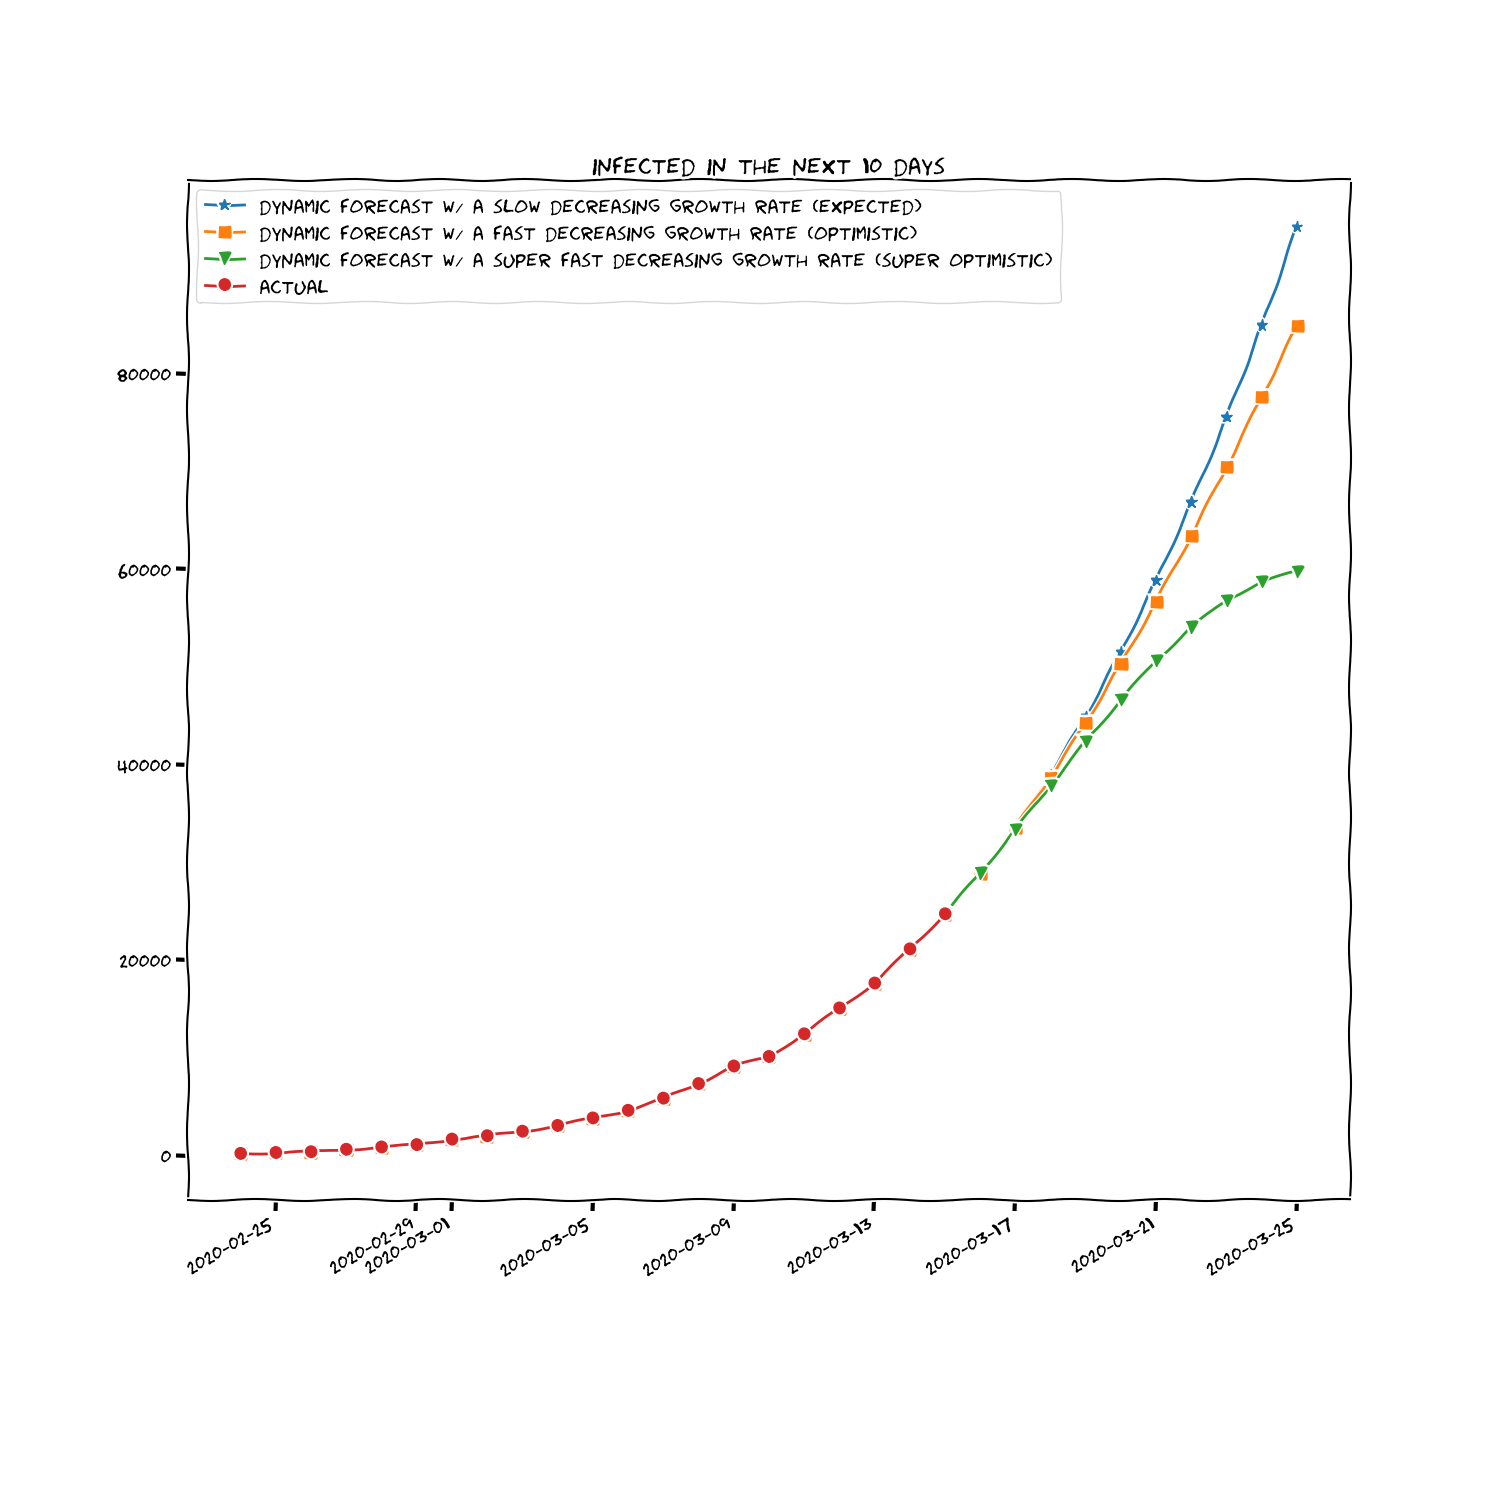 INFECTED IN THE NEXT 10 DAYS
DYNAMIC FORECAST W/ A SLOW DECREASING GROWTH RATE (EXPECTED)
DYNAMIC FORECAST W/ A FAST DECREASING GROWTH RATE (OPTIMISTIC)
DYNAMIC FORECAST W/ A SUPER FAST DECREASING GROWTH RATE (SUPER OPTIMISTIC)
ACTUAL
80000
60000
40000
20000
0
2020-02-25
2020-02-29
2020-03-01
2020-03-05
2020-03-09
2020-03-13
2020-03-17
2020-03-21
2020-03-25